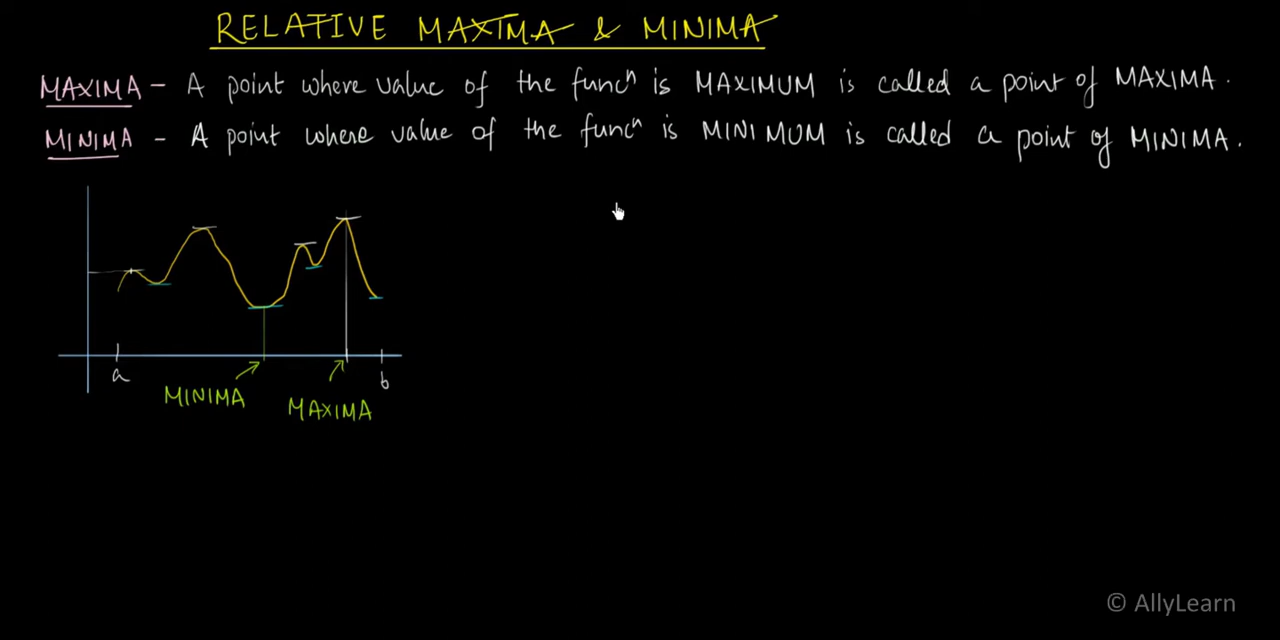 RELATIVE MAXIMA & MINIMA
MAXIMA - A point where value of the funcⁿ is MAXIMUM is called a point of MAXIMA.
MINIMA - A point where value of the funcⁿ is MINIMUM is called a point of MINIMA.
a
b
MINIMA
MAXIMA
© AllyLearn